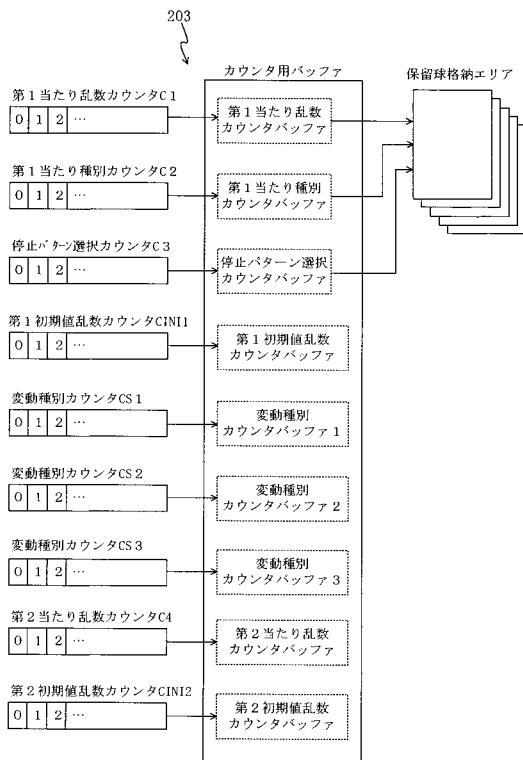 203
カウンタ用バッファ
保留球格納エリア
第1当たり乱数カウンタC1
0 1 2 …
第1当たり乱数
カウンタバッファ
第1当たり種別カウンタC2
0 1 2 …
第1当たり種別
カウンタバッファ
停止パターン選択カウンタC3
0 1 2 …
停止パターン選択
カウンタバッファ
第1初期値乱数カウンタCINI1
0 1 2 …
第1初期値乱数
カウンタバッファ
変動種別カウンタCS1
0 1 2 …
変動種別
カウンタバッファ1
変動種別カウンタCS2
0 1 2 …
変動種別
カウンタバッファ2
変動種別カウンタCS3
0 1 2 …
変動種別
カウンタバッファ3
第2当たり乱数カウンタC4
0 1 2 …
第2当たり乱数
カウンタバッファ
第2初期値乱数カウンタCINI2
0 1 2 …
第2初期値乱数
カウンタバッファ